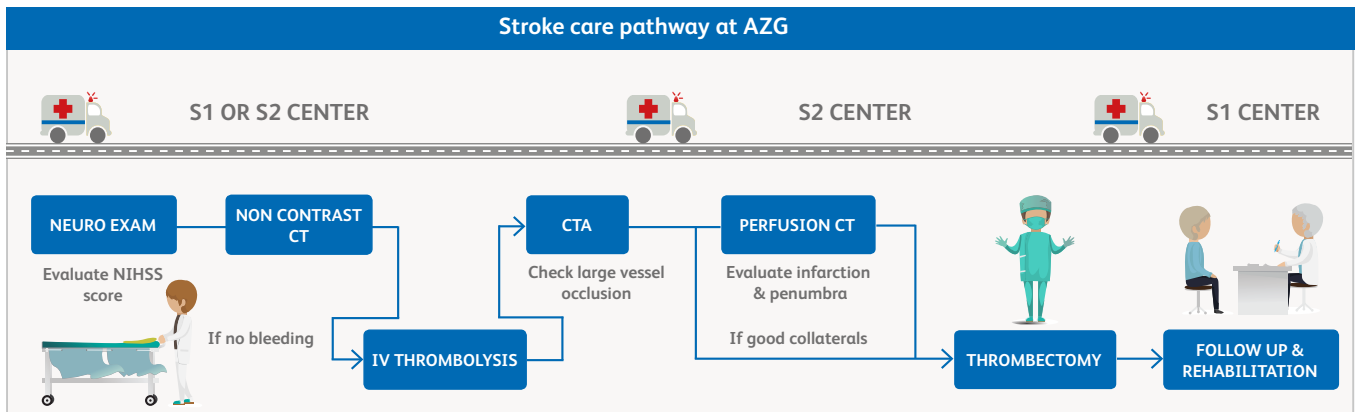 Stroke care pathway at AZG
S1 OR S2 CENTER
S2 CENTER
S1 CENTER
NEURO EXAM
Evaluate NIHSS
score
NON CONTRAST
CT
If no bleeding
IV THROMBOLYSIS
CTA
Check large vessel
occlusion
PERFUSION CT
Evaluate infarction
& penumbra
If good collaterals
THROMBECTOMY
FOLLOW UP &
REHABILITATION